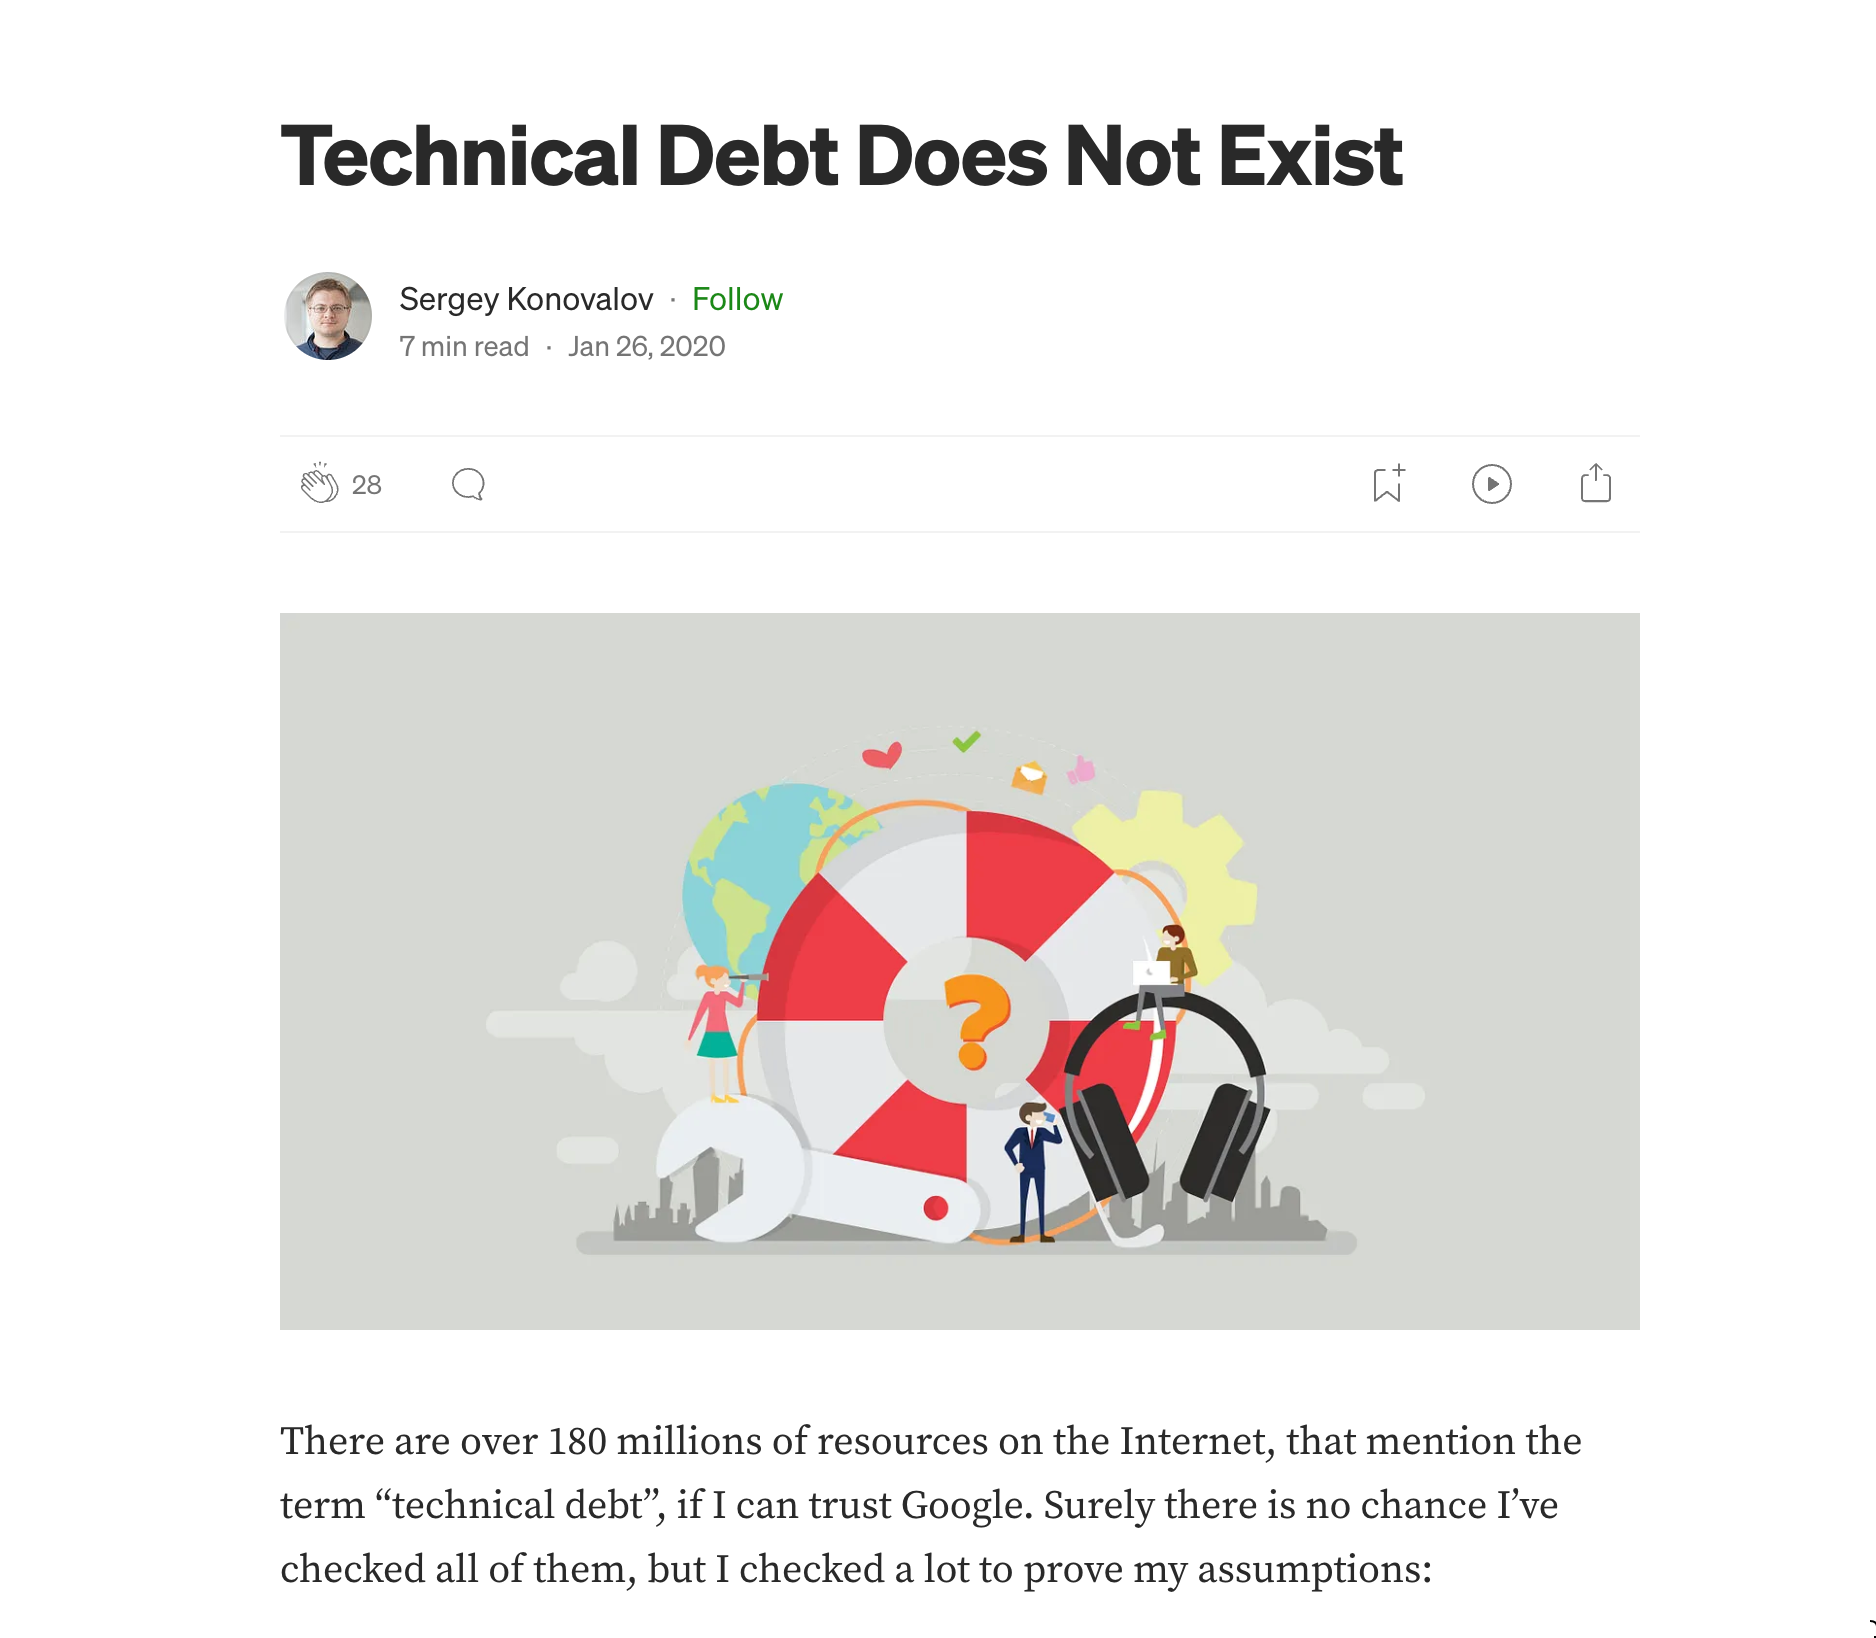 Technical Debt Does Not Exist
Sergey Konovalov · Follow
7 min read · Jan 26, 2020
28
?
There are over 180 millions of resources on the Internet, that mention the
term “technical debt”, if I can trust Google. Surely there is no chance I’ve
checked all of them, but I checked a lot to prove my assumptions: